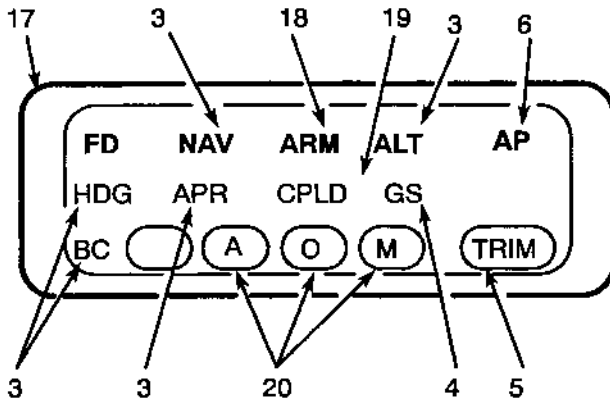 17 3 18 19 3 6
FD NAV ARM ALT AP
HDG APR CPLD GS
BC A O M TRIM
3 3 20 4 5